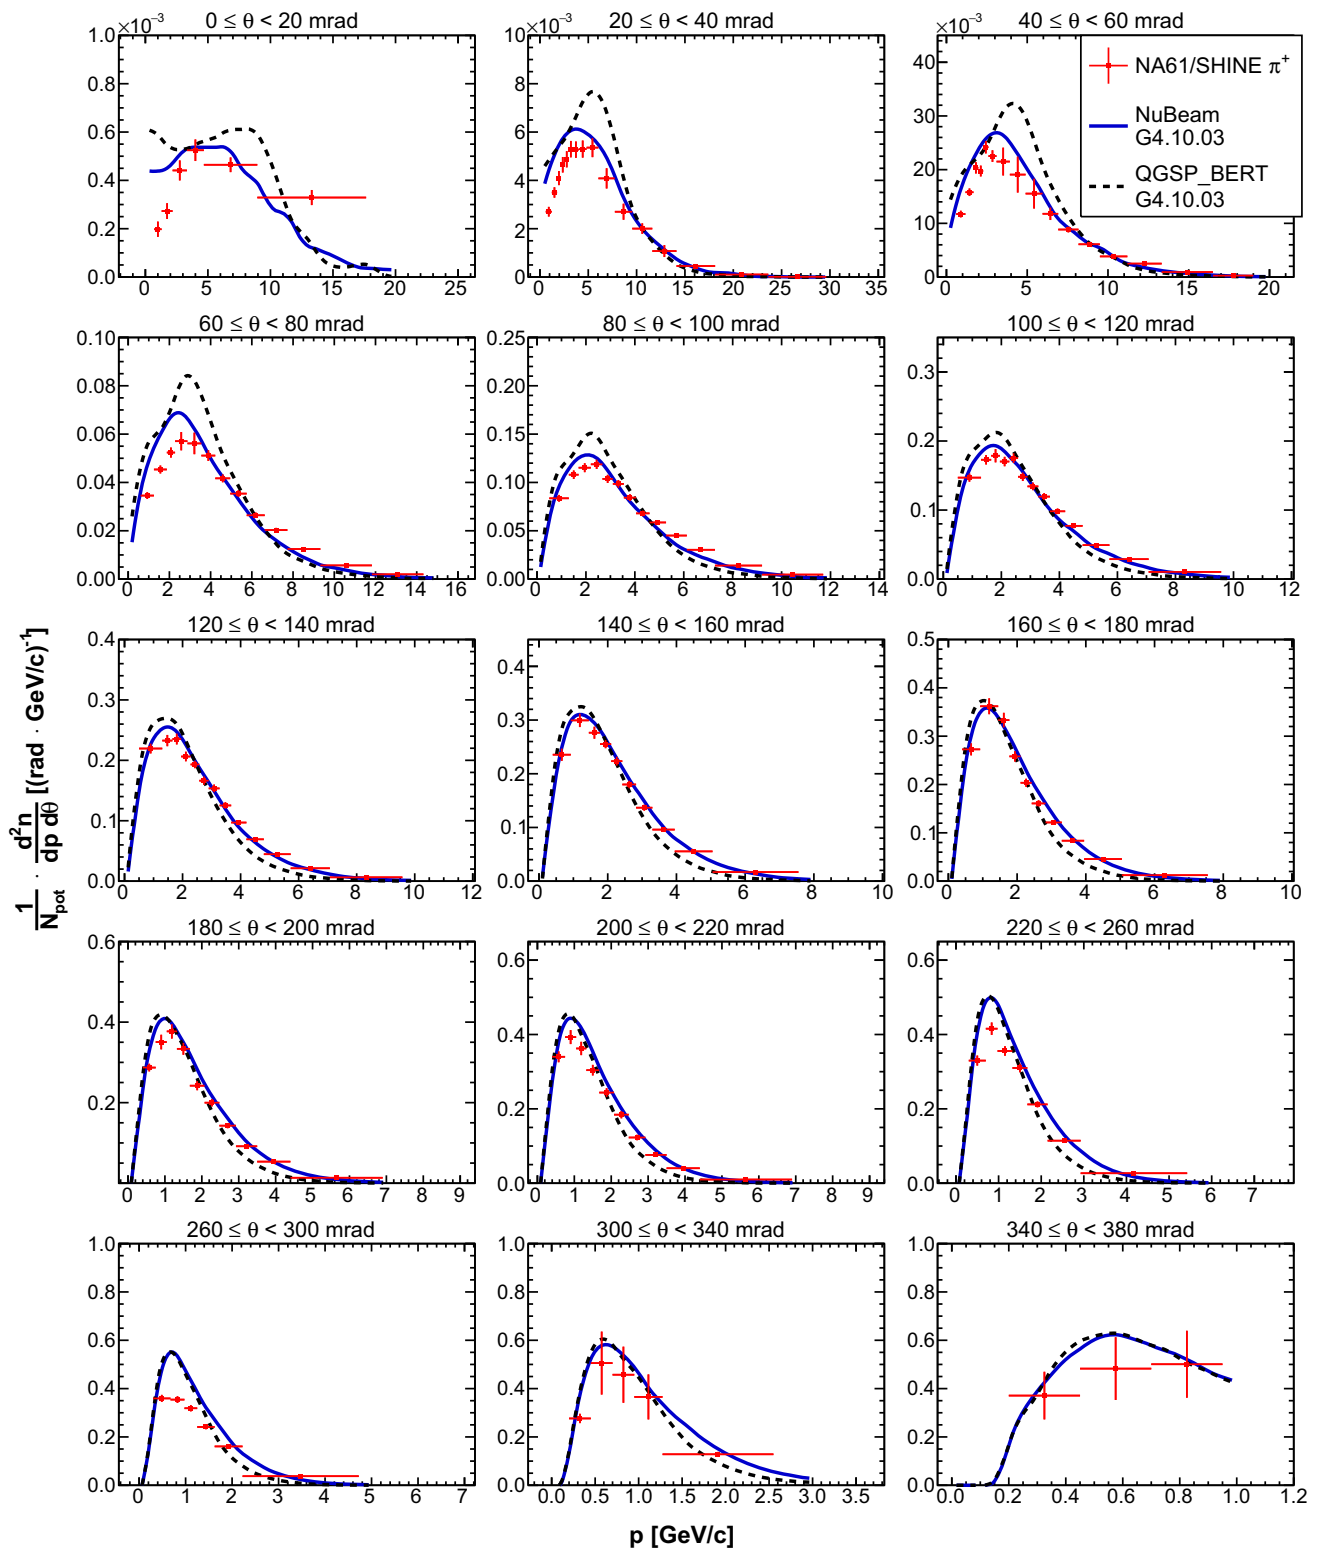 ×10⁻³ 0 ≤ θ < 20 mrad
1.0
0.8
0.6
0.4
0.2
0.0
0 5 10 15 20 25
×10⁻³ 20 ≤ θ < 40 mrad
10
8
6
4
2
0
0 5 10 15 20 25 30 35
×10⁻³ 40 ≤ θ < 60 mrad
40
30
20
10
0
0 5 10 15 20
NA61/SHINE π⁺
NuBeam
G4.10.03
QGSP_BERT
G4.10.03
60 ≤ θ < 80 mrad
0.10
0.08
0.06
0.04
0.02
0.00
0 2 4 6 8 10 12 14 16
80 ≤ θ < 100 mrad
0.25
0.20
0.15
0.10
0.05
0.00
0 2 4 6 8 10 12 14
100 ≤ θ < 120 mrad
0.3
0.2
0.1
0.0
0 2 4 6 8 10 12
120 ≤ θ < 140 mrad
0.4
0.3
0.2
0.1
0.0
0 2 4 6 8 10 12
140 ≤ θ < 160 mrad
0.4
0.3
0.2
0.1
0.0
0 2 4 6 8 10
160 ≤ θ < 180 mrad
0.5
0.4
0.3
0.2
0.1
0.0
0 2 4 6 8 10
180 ≤ θ < 200 mrad
0.6
0.4
0.2
0 1 2 3 4 5 6 7 8 9
200 ≤ θ < 220 mrad
0.6
0.4
0.2
0.0
0 1 2 3 4 5 6 7 8 9
220 ≤ θ < 260 mrad
0.6
0.4
0.2
0.0
0 1 2 3 4 5 6 7
260 ≤ θ < 300 mrad
1.0
0.8
0.6
0.4
0.2
0.0
0 1 2 3 4 5 6 7
300 ≤ θ < 340 mrad
1.0
0.8
0.6
0.4
0.2
0.0
0.0 0.5 1.0 1.5 2.0 2.5 3.0 3.5
340 ≤ θ < 380 mrad
1.0
0.8
0.6
0.4
0.2
0.0
0.0 0.2 0.4 0.6 0.8 1.0 1.2
1/N_pot · d²n/dp dθ [(rad · GeV/c)⁻¹]
p [GeV/c]